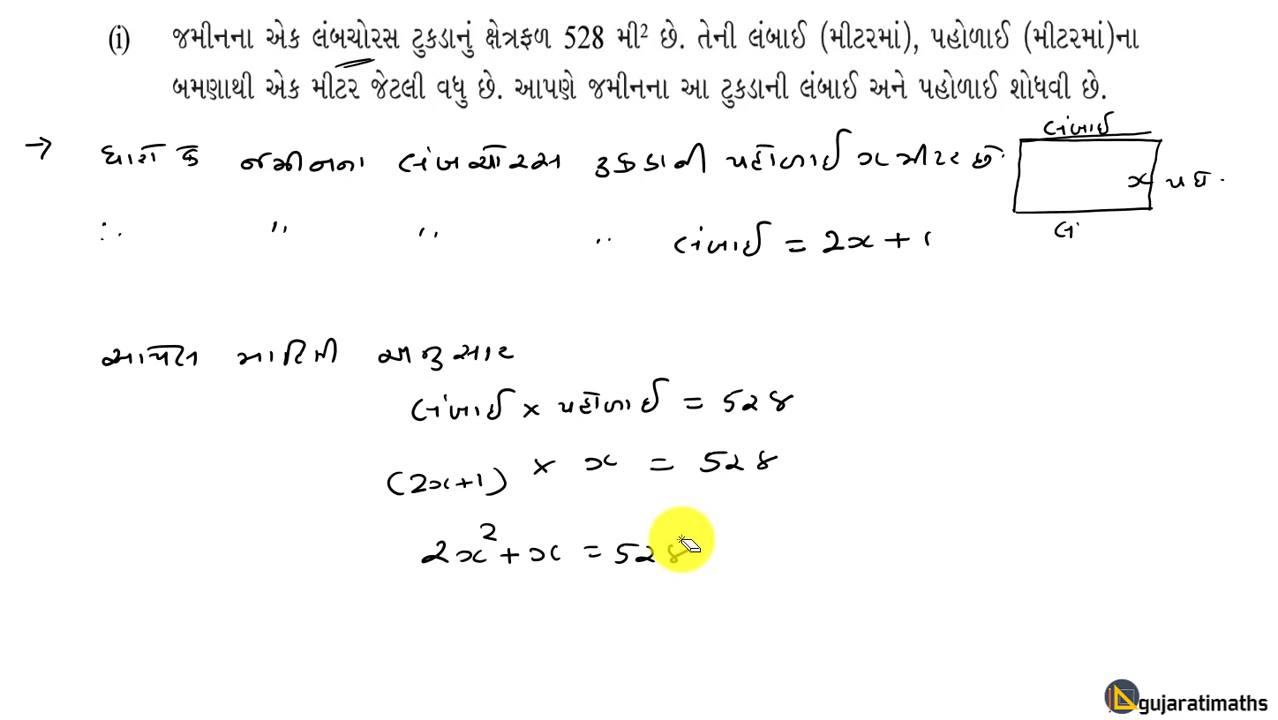 (i) જમીનના એક લંબચોરસ ટુકડાનું ક્ષેત્રફળ 528 મી² છે. તેની લંબાઈ (મીટરમાં), પહોળાઈ (મીટરમાં)ના
બમણાથી એક મીટર જેટલી વધુ છે. આપણે જમીનના આ ટુકડાની લંબાઈ અને પહોળાઈ શોધવી છે.
→ ધારો કે જમીનના લંબચોરસ ટુકડાની પહોળાઈ x મીટર છે.
લંબાઈ
x
લં
∴ " " " લંબાઈ = 2x + 1
આપેલ માહિતી અનુસાર
લંબાઈ × પહોળાઈ = 528
(2x+1) × x = 528
2x² + x = 528
gujaratimaths